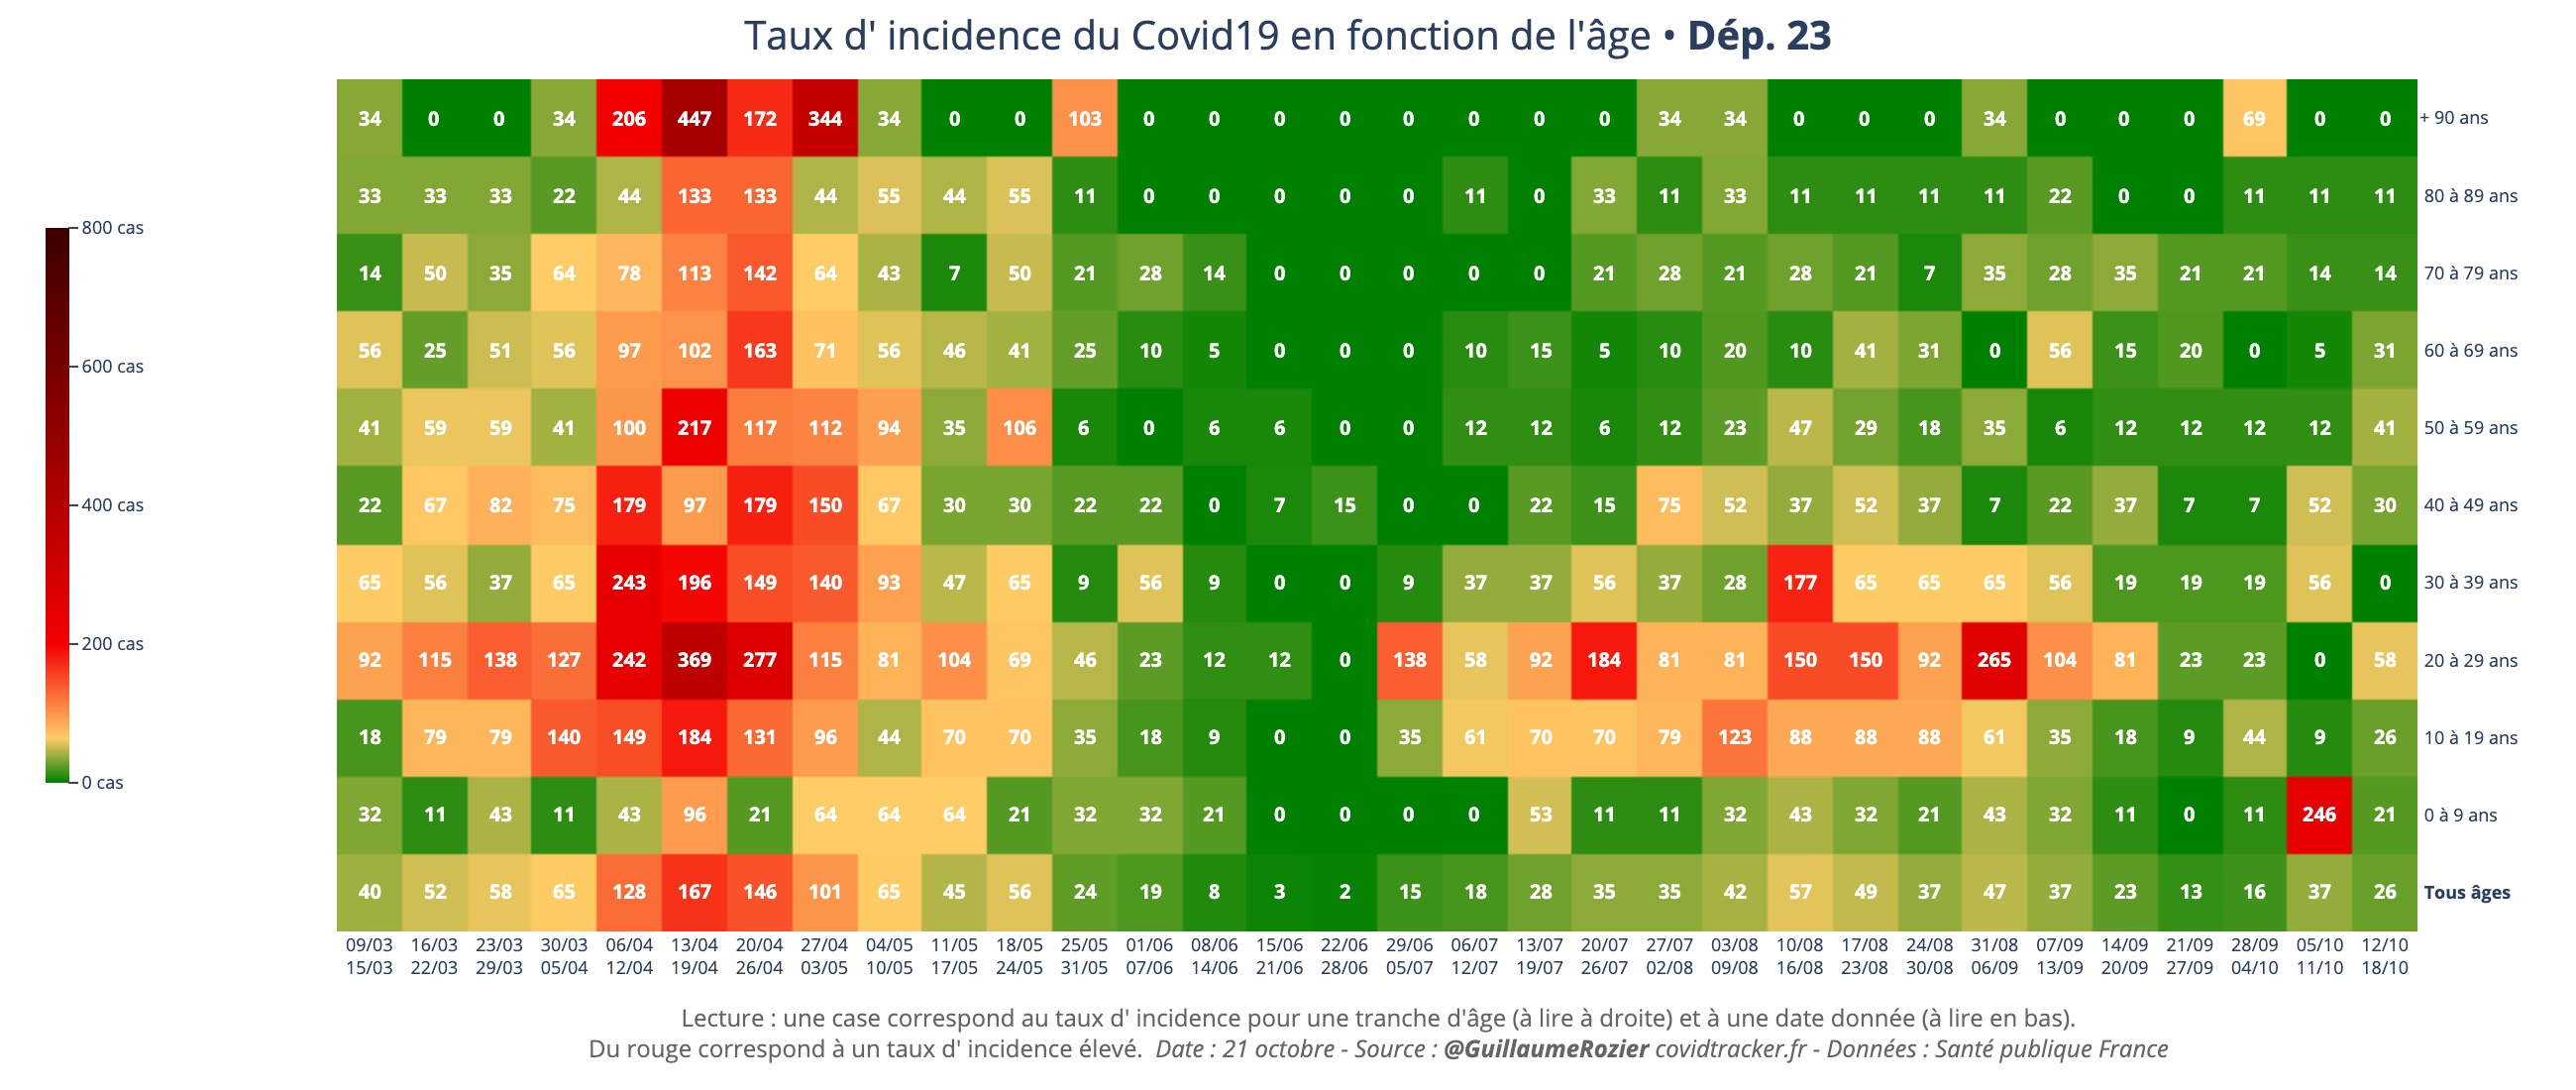 Taux d' incidence du Covid19 en fonction de l'âge • Dép. 23
800 cas
600 cas
400 cas
200 cas
0 cas
34 0 0 34 206 447 172 344 34 0 0 103 0 0 0 0 0 0 0 0 34 34 0 0 0 34 0 0 0 69 0 0 + 90 ans
33 33 33 22 44 133 133 44 55 44 55 11 0 0 0 0 0 11 0 33 11 33 11 11 11 11 22 0 0 11 11 11 80 à 89 ans
14 50 35 64 78 113 142 64 43 7 50 21 28 14 0 0 0 0 0 21 28 21 28 21 7 35 28 35 21 21 14 14 70 à 79 ans
56 25 51 56 97 102 163 71 56 46 41 25 10 5 0 0 0 10 15 5 10 20 10 41 31 0 56 15 20 0 5 31 60 à 69 ans
41 59 59 41 100 217 117 112 94 35 106 6 0 6 6 0 0 12 12 6 12 23 47 29 18 35 6 12 12 12 12 41 50 à 59 ans
22 67 82 75 179 97 179 150 67 30 30 22 22 0 7 15 0 0 22 15 75 52 37 52 37 7 22 37 7 7 52 30 40 à 49 ans
65 56 37 65 243 196 149 140 93 47 65 9 56 9 0 0 9 37 37 56 37 28 177 65 65 65 56 19 19 19 56 0 30 à 39 ans
92 115 138 127 242 369 277 115 81 104 69 46 23 12 12 0 138 58 92 184 81 81 150 150 92 265 104 81 23 23 0 58 20 à 29 ans
18 79 79 140 149 184 131 96 44 70 70 35 18 9 0 0 35 61 70 70 79 123 88 88 88 61 35 18 9 44 9 26 10 à 19 ans
32 11 43 11 43 96 21 64 64 64 21 32 32 21 0 0 0 0 53 11 11 32 43 32 21 43 32 11 0 11 246 21 0 à 9 ans
40 52 58 65 128 167 146 101 65 45 56 24 19 8 3 2 15 18 28 35 35 42 57 49 37 47 37 23 13 16 37 26 Tous âges
09/03 16/03 23/03 30/03 06/04 13/04 20/04 27/04 04/05 11/05 18/05 25/05 01/06 08/06 15/06 22/06 29/06 06/07 13/07 20/07 27/07 03/08 10/08 17/08 24/08 31/08 07/09 14/09 21/09 28/09 05/10 12/10
15/03 22/03 29/03 05/04 12/04 19/04 26/04 03/05 10/05 17/05 24/05 31/05 07/06 14/06 21/06 28/06 05/07 12/07 19/07 26/07 02/08 09/08 16/08 23/08 30/08 06/09 13/09 20/09 27/09 04/10 11/10 18/10
Lecture : une case correspond au taux d' incidence pour une tranche d'âge (à lire à droite) et à une date donnée (à lire en bas).
Du rouge correspond à un taux d' incidence élevé. Date : 21 octobre - Source : @GuillaumeRozier covidtracker.fr - Données : Santé publique France